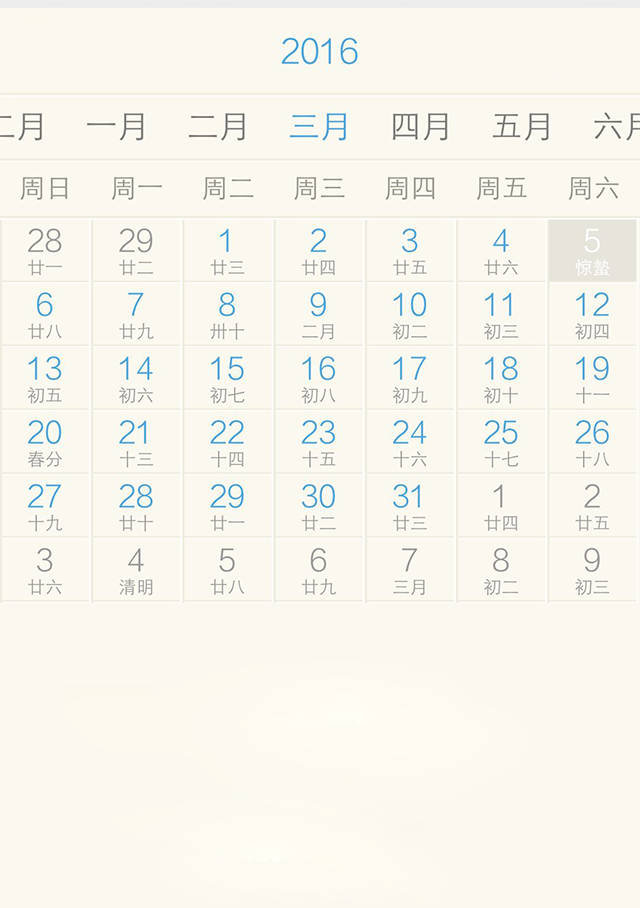 2016
二月 一月 二月 三月 四月 五月 六月
周日 周一 周二 周三 周四 周五 周六
28 29 1 2 3 4 5
廿一 廿二 廿三 廿四 廿五 廿六 惊蛰
6 7 8 9 10 11 12
廿八 廿九 卅十 二月 初二 初三 初四
13 14 15 16 17 18 19
初五 初六 初七 初八 初九 初十 十一
20 21 22 23 24 25 26
春分 十三 十四 十五 十六 十七 十八
27 28 29 30 31 1 2
十九 廿十 廿一 廿二 廿三 廿四 廿五
3 4 5 6 7 8 9
廿六 清明 廿八 廿九 三月 初二 初三